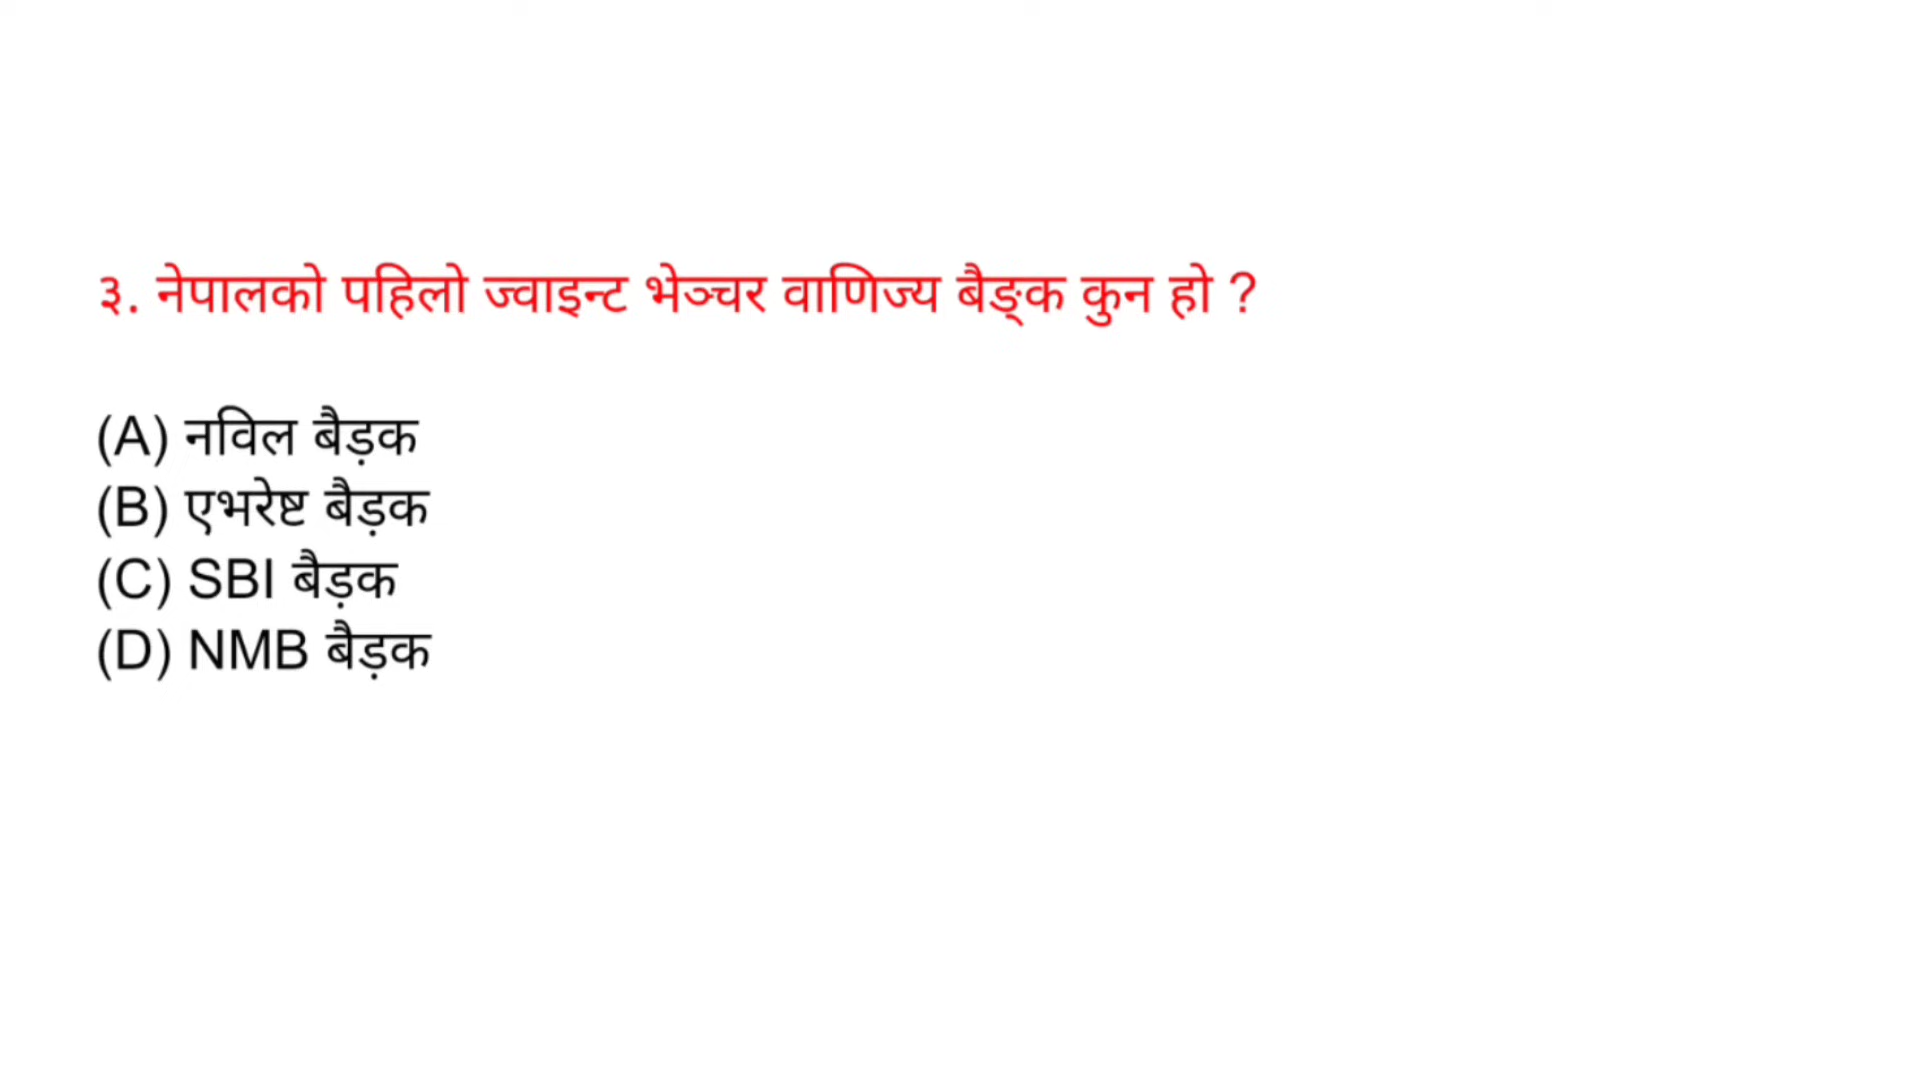 ३. नेपालको पहिलो ज्वाइन्ट भेञ्चर वाणिज्य बैङ्क कुन हो ?
(A) नविल बैड़क
(B) एभरेष्ट बैड़क
(C) SBI बैड़क
(D) NMB बैड़क